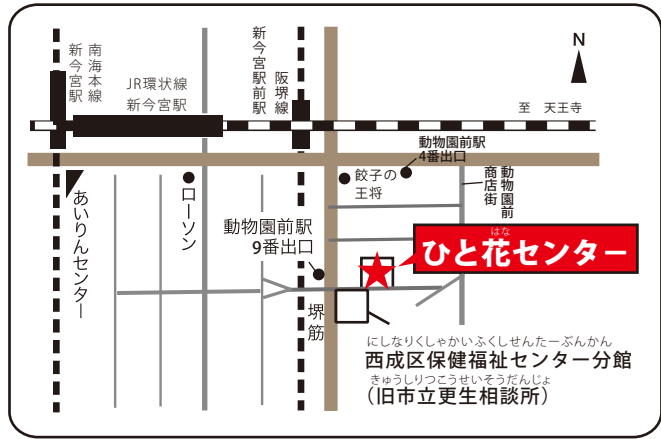 南海本線
新今宮駅
JR環状線
新今宮駅
新今宮駅前駅
阪堺線
N
至 天王寺
動物園前駅
4番出口
餃子の
王将
動物園前
商店街
あいりんセンター
ローソン
動物園前駅
9番出口
はな
ひと花センター
堺筋
にしなりくしゃかいふくしせんたーぶんかん
西成区保健福祉センター分館
きゅうしりつこうせいそうだんじょ
(旧市立更生相談所)